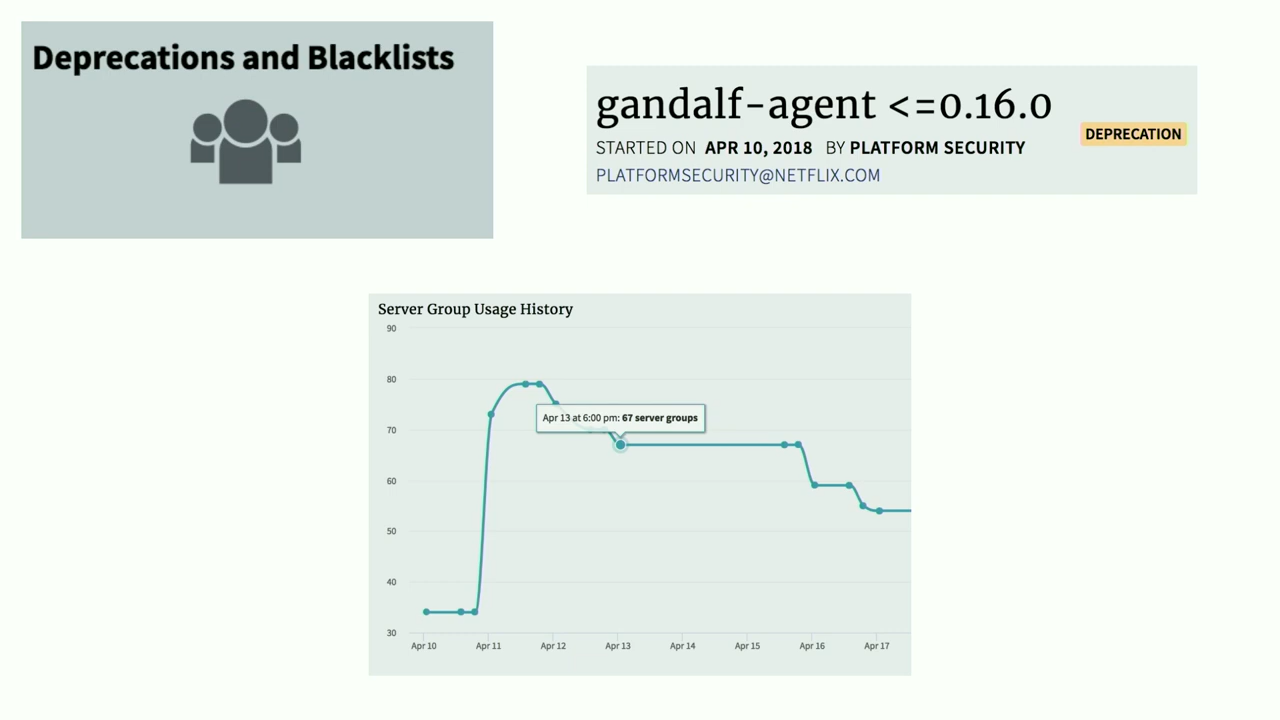 Deprecations and Blacklists
gandalf-agent <=0.16.0
STARTED ON APR 10, 2018 BY PLATFORM SECURITY
DEPRECATION
PLATFORMSECURITY@NETFLIX.COM
Server Group Usage History
90
80
70
60
50
40
30
Apr 13 at 6:00 pm: 67 server groups
Apr 10 Apr 11 Apr 12 Apr 13 Apr 14 Apr 15 Apr 16 Apr 17